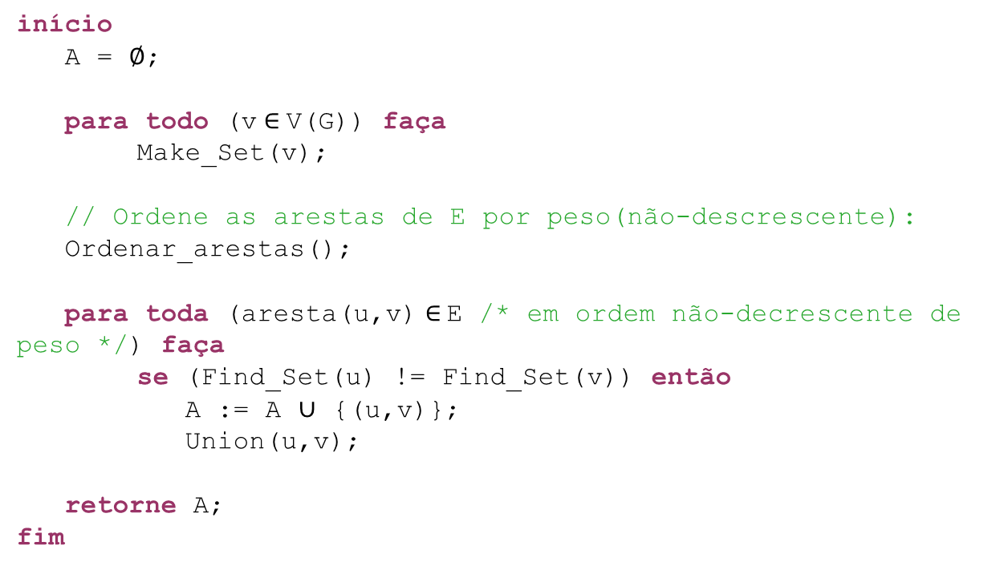 início
A = Ø;
para todo (v∈V(G)) faça
Make_Set(v);
// Ordene as arestas de E por peso(não-descrescente):
Ordenar_arestas();
para toda (aresta(u,v)∈E /* em ordem não-decrescente de
peso */) faça
se (Find_Set(u) != Find_Set(v)) então
A := A ∪ {(u,v)};
Union(u,v);
retorne A;
fim